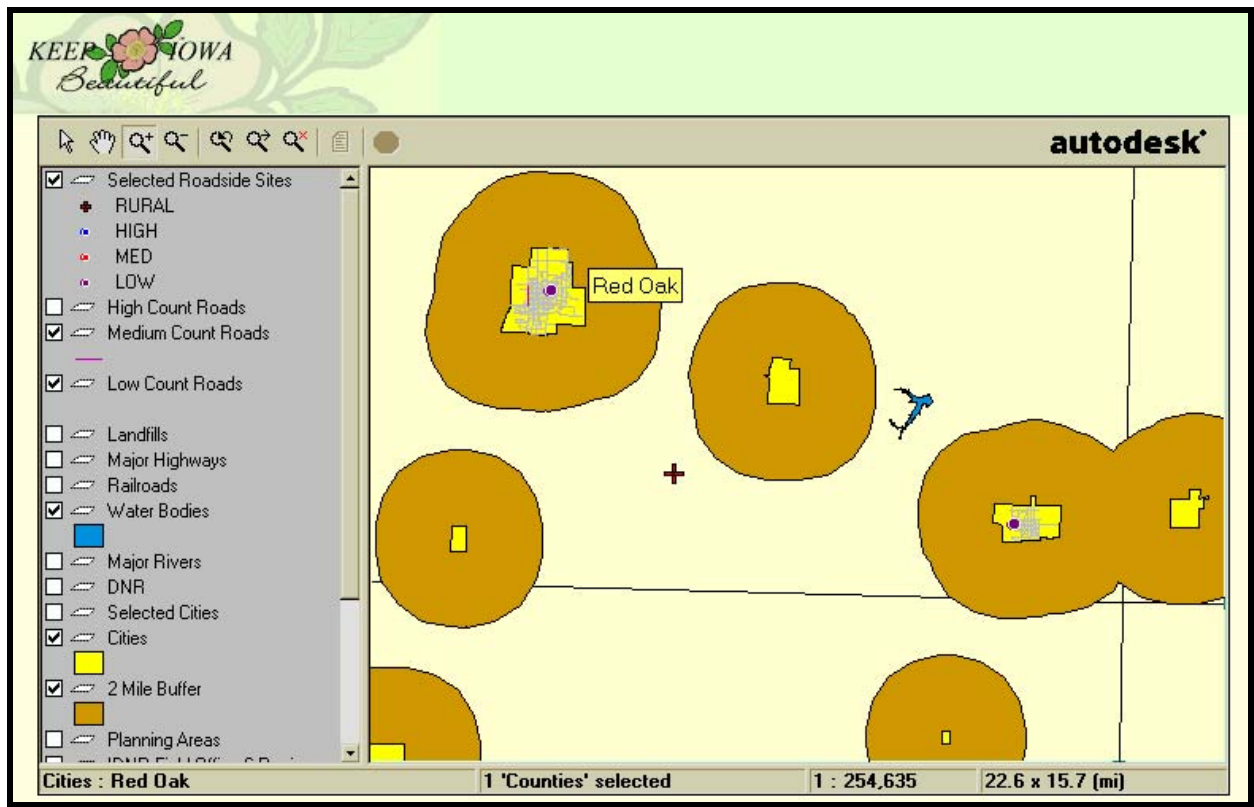 KEEP IOWA
Beautiful
autodesk
Selected Roadside Sites
RURAL
HIGH
MED
LOW
High Count Roads
Medium Count Roads
Low Count Roads
Landfills
Major Highways
Railroads
Water Bodies
Major Rivers
DNR
Selected Cities
Cities
2 Mile Buffer
Planning Areas
Red Oak
Cities : Red Oak
1 'Counties' selected
1 : 254,635
22.6 x 15.7 (mi)